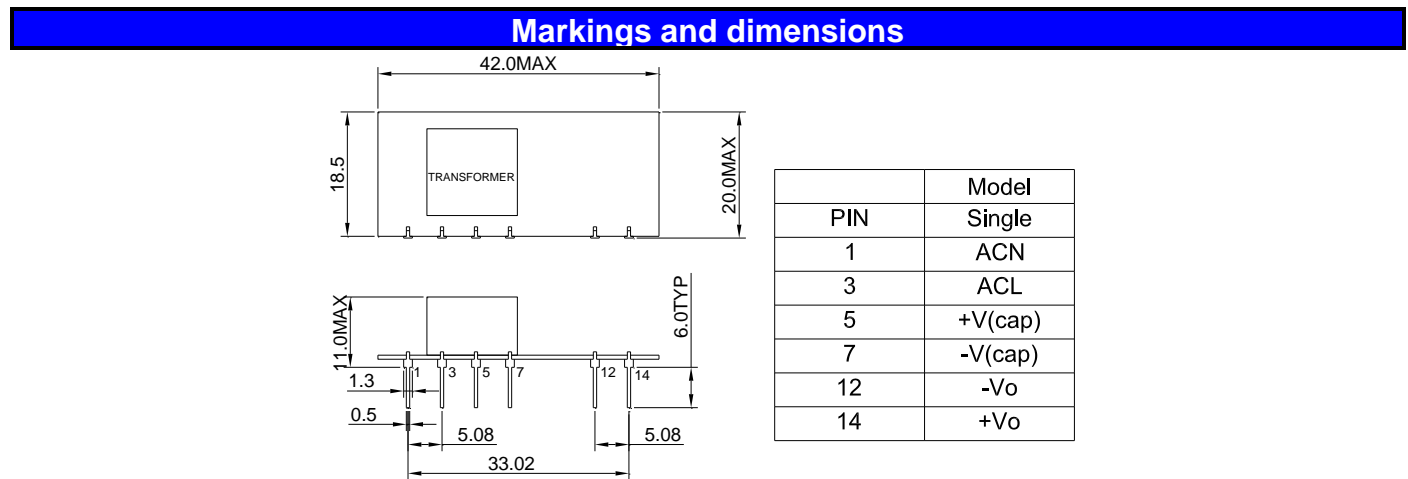 Markings and dimensions
42.0MAX
18.5
TRANSFORMER
20.0MAX
11.0MAX
6.0TYP
1 3 5 7 12 14
1.3
0.5
5.08 5.08
33.02
Model
PIN Single
1 ACN
3 ACL
5 +V(cap)
7 -V(cap)
12 -Vo
14 +Vo